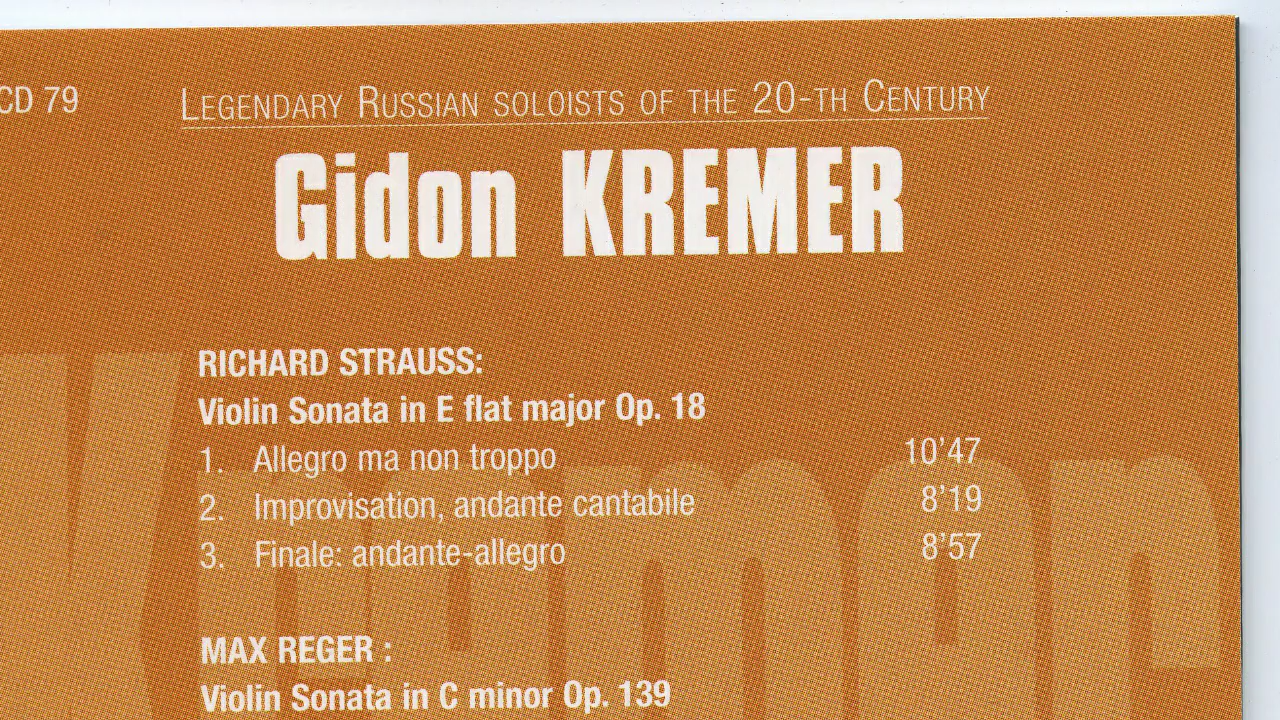 CD 79
LEGENDARY RUSSIAN SOLOISTS OF THE 20-TH CENTURY
Gidon KREMER
RICHARD STRAUSS:
Violin Sonata in E flat major Op. 18
1. Allegro ma non troppo 10'47
2. Improvisation, andante cantabile 8'19
3. Finale: andante-allegro 8'57
Kremer
MAX REGER :
Violin Sonata in C minor Op. 139